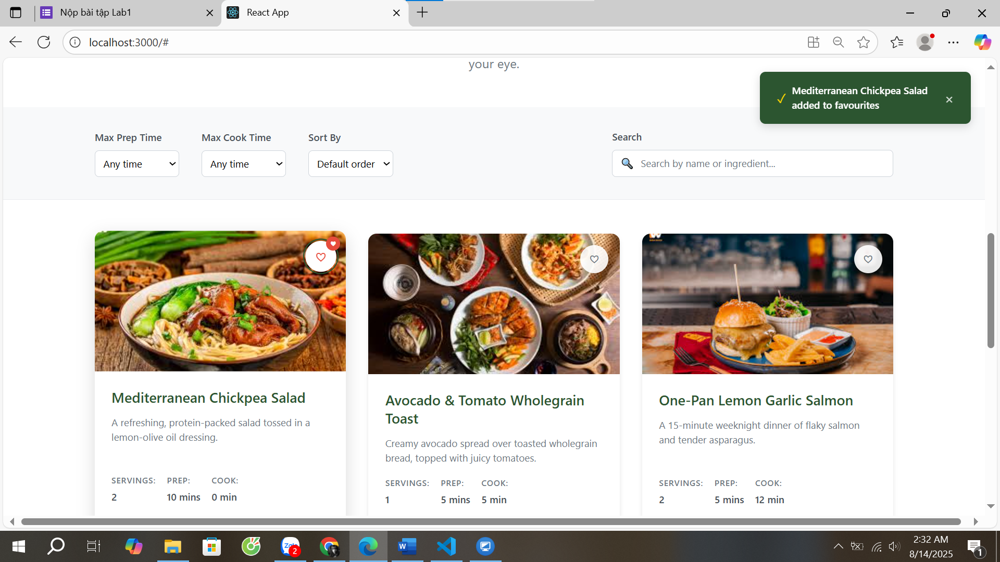 Nộp bài tập Lab1
React App
localhost:3000/#
your eye.
Mediterranean Chickpea Salad
added to favourites
Max Prep Time
Any time
Max Cook Time
Any time
Sort By
Default order
Search
Search by name or ingredient...
Mediterranean Chickpea Salad
A refreshing, protein-packed salad tossed in a
lemon-olive oil dressing.
SERVINGS: PREP: COOK:
2 10 mins 0 min
Avocado & Tomato Wholegrain
Toast
Creamy avocado spread over toasted wholegrain
bread, topped with juicy tomatoes.
SERVINGS: PREP: COOK:
1 5 mins 5 min
One-Pan Lemon Garlic Salmon
A 15-minute weeknight dinner of flaky salmon
and tender asparagus.
SERVINGS: PREP: COOK:
2 5 mins 12 min
Zalo
2
W
2:32 AM
8/14/2025
1